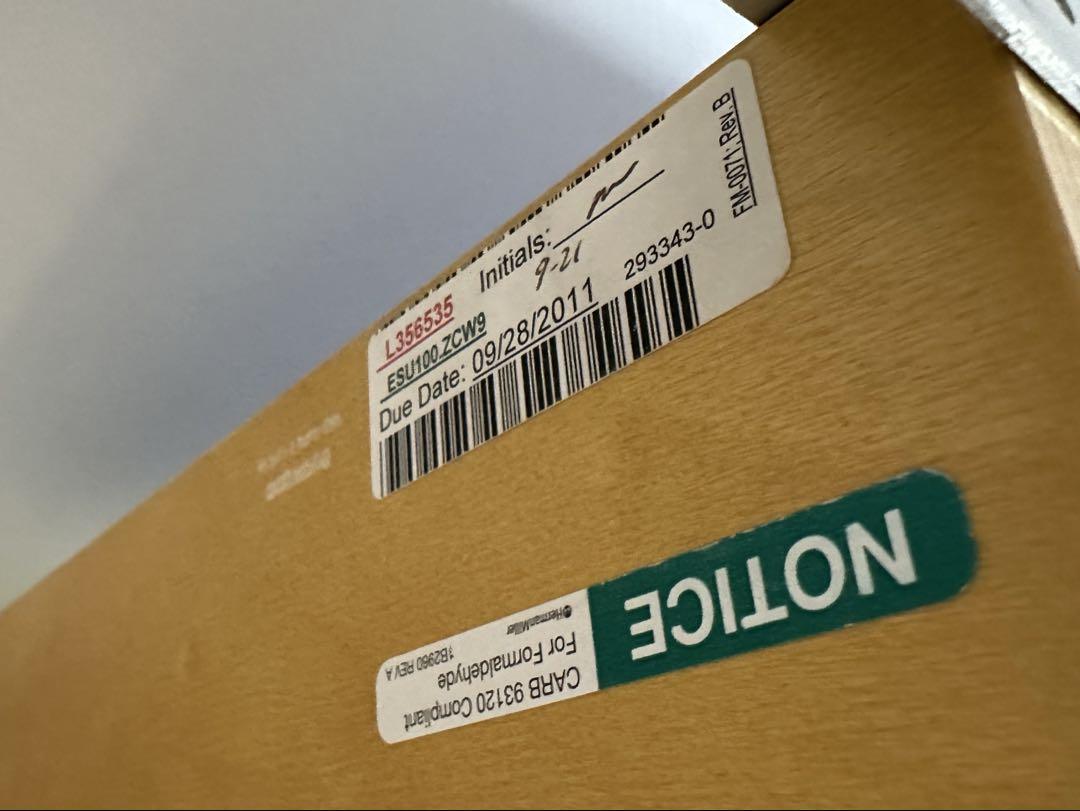 L356535
Initials:
ESU100.ZCW9
9-21
Due Date: 09/28/2011
293343-0
FM-0071: Rev.B
NOTICE
CARB 93120 Compliant
For Formaldehyde
HermanMiller
1B2960 REV A